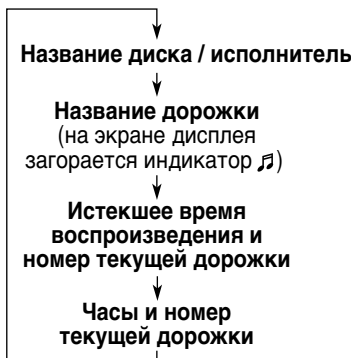 Название диска / исполнитель
Название дорожки
(на экране дисплея
загорается индикатор ♫)
Истекшее время
воспроизведения и
номер текущей дорожки
Часы и номер
текущей дорожки